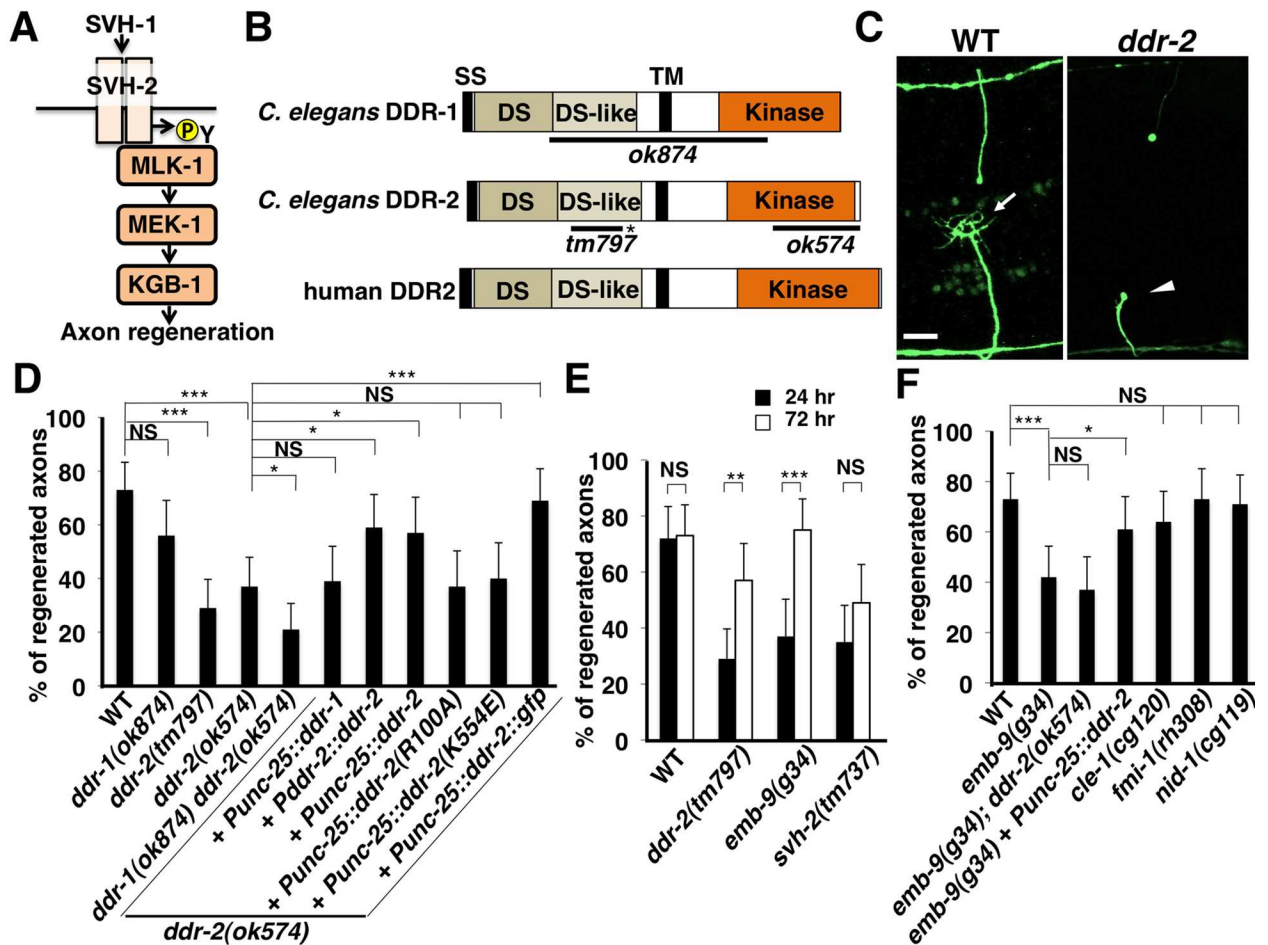 A
SVH-1
SVH-2
P
Y
MLK-1
MEK-1
KGB-1
Axon regeneration
B
SS
TM
C. elegans DDR-1
DS
DS-like
Kinase
ok874
C. elegans DDR-2
DS
DS-like
Kinase
*
tm797
ok574
human DDR2
DS
DS-like
Kinase
C
WT
ddr-2
D
% of regenerated axons
100
80
60
40
20
0
***
***
NS
***
NS
*
*
NS
*
WT
ddr-1(ok874)
ddr-2(tm797)
ddr-2(ok574)
ddr-1(ok874) ddr-2(ok574)
+ Punc-25::ddr-1
+ Pddr-2::ddr-2
+ Punc-25::ddr-2
+ Punc-25::ddr-2(R100A)
+ Punc-25::ddr-2(K554E)
+ Punc-25::ddr-2::gfp
ddr-2(ok574)
E
24 hr
72 hr
% of regenerated axons
100
80
60
40
20
0
NS
**
***
NS
WT
ddr-2(tm797)
emb-9(g34)
svh-2(tm737)
F
% of regenerated axons
100
80
60
40
20
0
NS
***
*
NS
WT
emb-9(g34)
emb-9(g34); ddr-2(ok574)
emb-9(g34) + Punc-25::ddr-2
cle-1(cg120)
fmi-1(rh308)
nid-1(cg119)